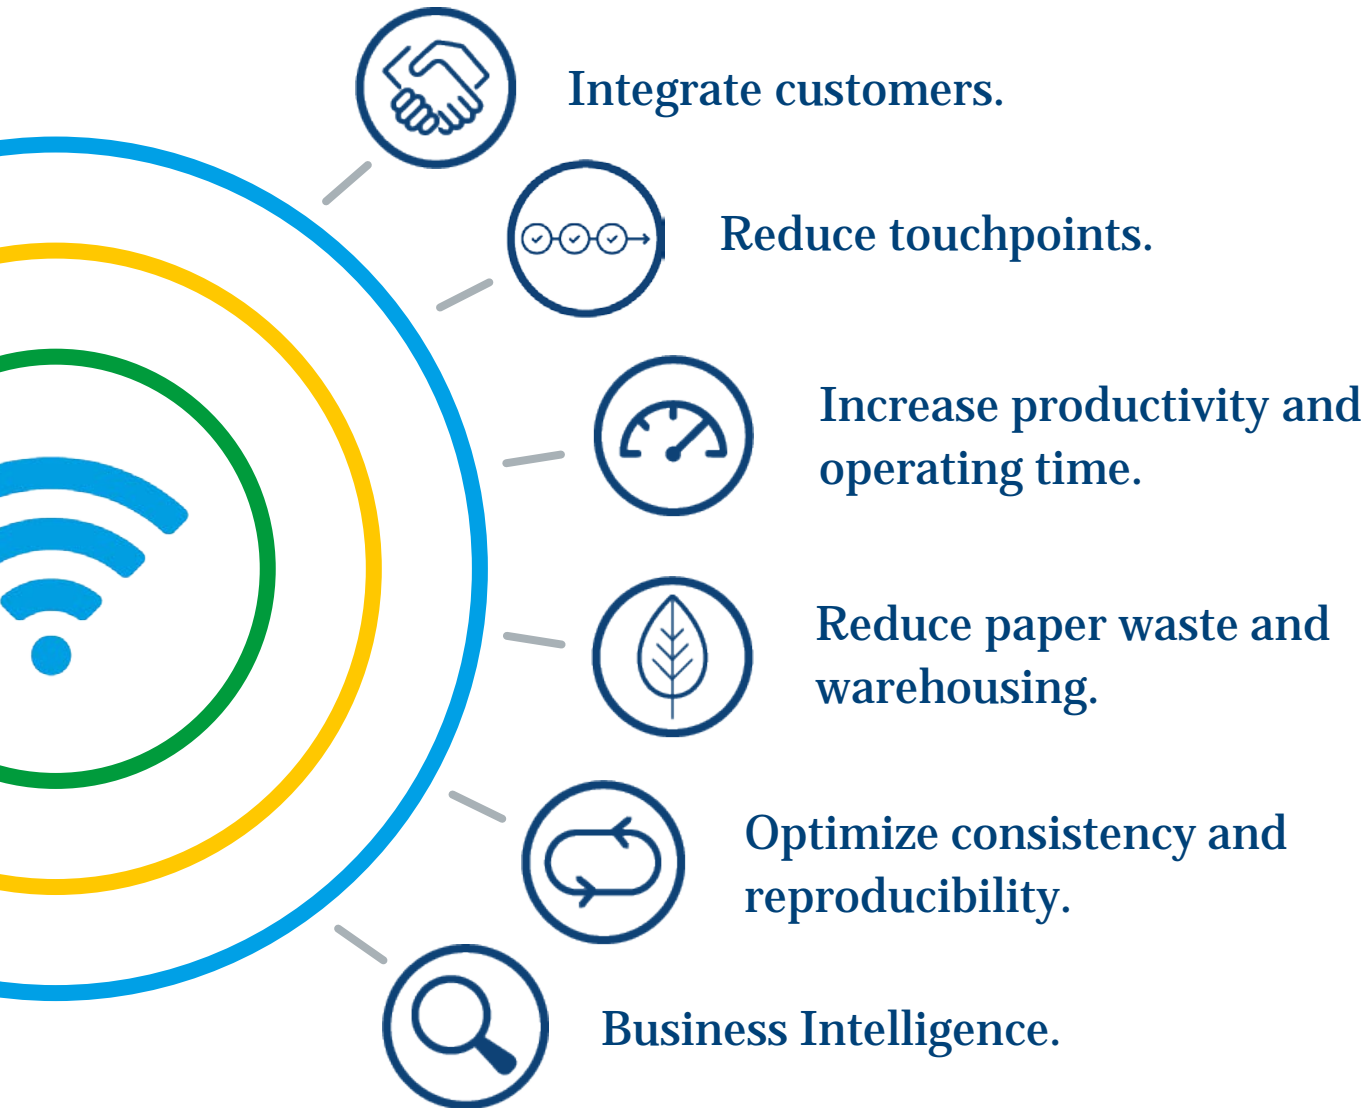 Integrate customers.
Reduce touchpoints.
Increase productivity and
operating time.
Reduce paper waste and
warehousing.
Optimize consistency and
reproducibility.
Business Intelligence.